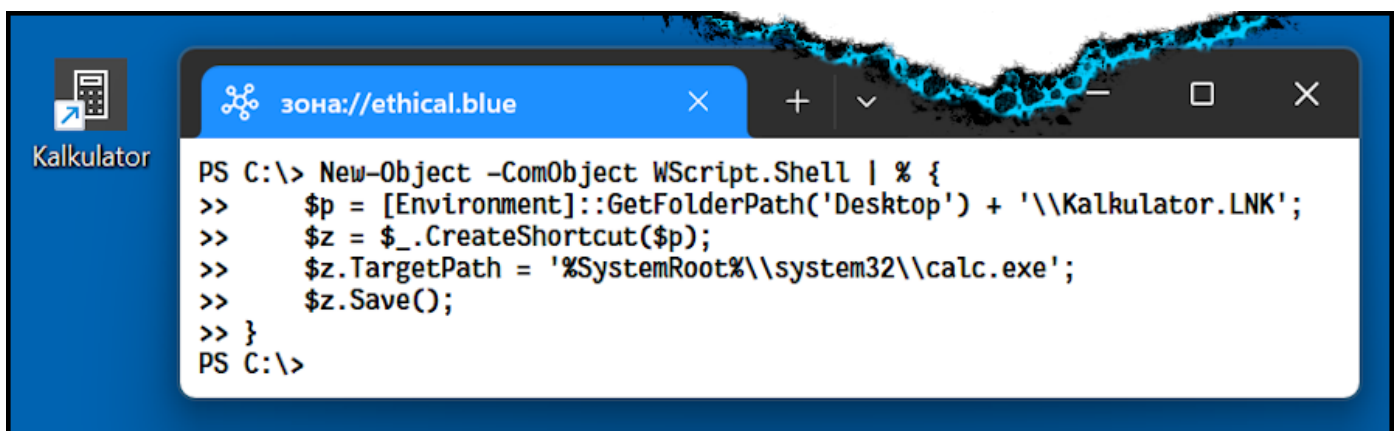 Kalkulator
зона://ethical.blue
PS C:\> New-Object -ComObject WScript.Shell | % {
>>     $p = [Environment]::GetFolderPath('Desktop') + '\\Kalkulator.LNK';
>>     $z = $_.CreateShortcut($p);
>>     $z.TargetPath = '%SystemRoot%\\system32\\calc.exe';
>>     $z.Save();
>> }
PS C:\>